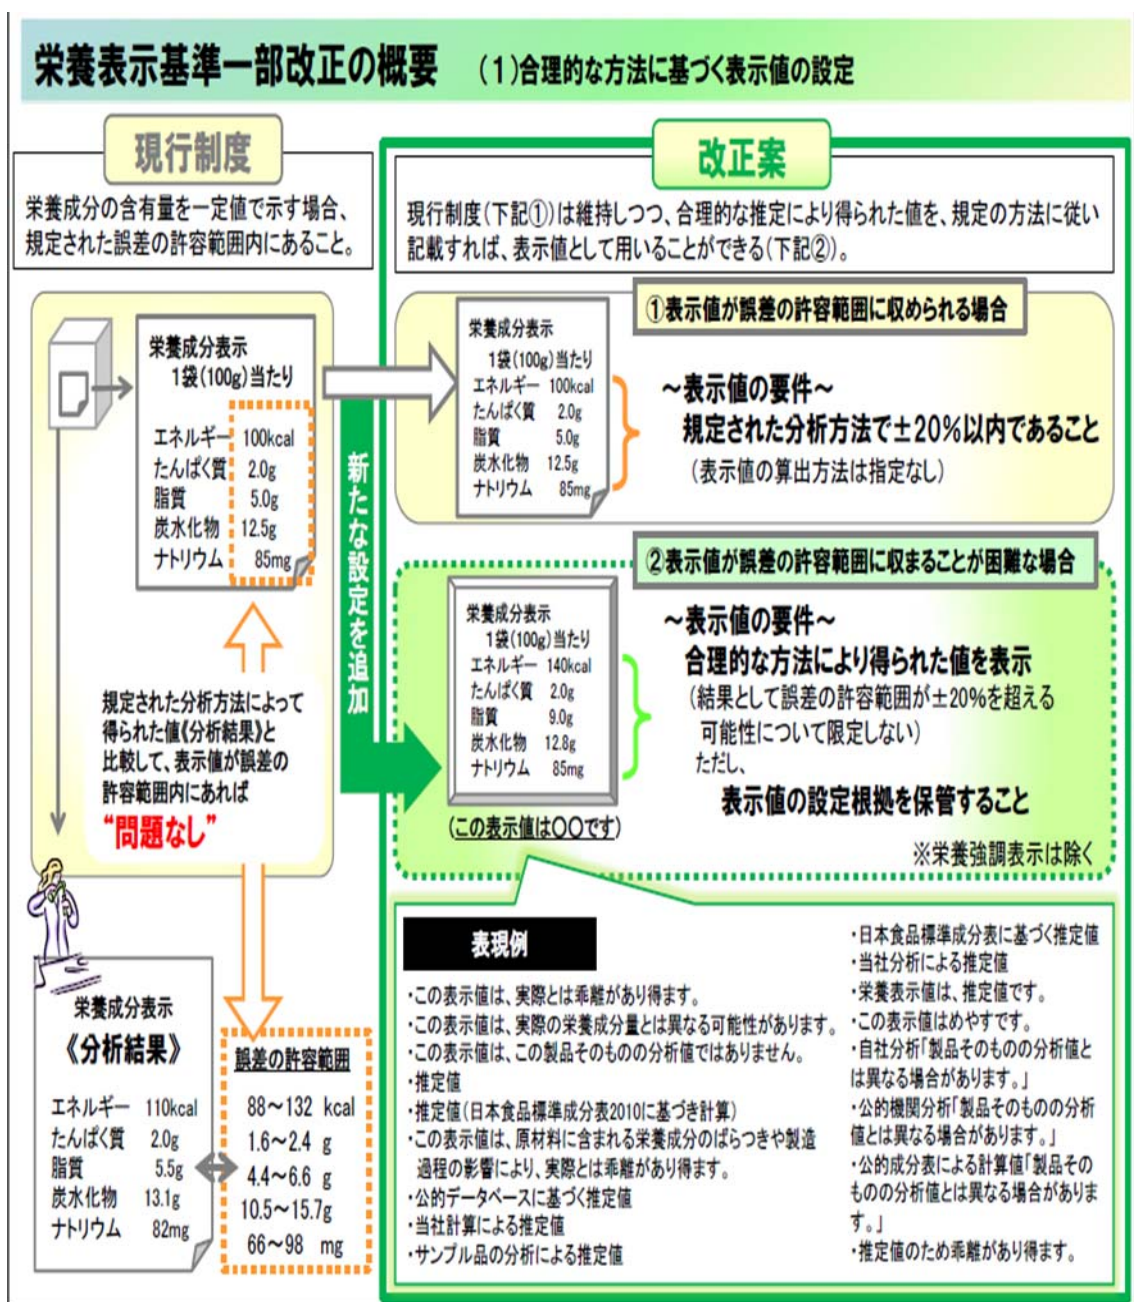 栄養表示基準一部改正の概要 (1)合理的な方法に基づく表示値の設定
現行制度
栄養成分の含有量を一定値で示す場合、
規定された誤差の許容範囲内にあること。
栄養成分表示
1袋(100g)当たり
エネルギー 100kcal
たんぱく質 2.0g
脂質 5.0g
炭水化物 12.5g
ナトリウム 85mg
規定された分析方法によって
得られた値《分析結果》と
比較して、表示値が誤差の
許容範囲内にあれば
“問題なし”
栄養成分表示
《分析結果》
エネルギー 110kcal
たんぱく質 2.0g
脂質 5.5g
炭水化物 13.1g
ナトリウム 82mg
誤差の許容範囲
88～132 kcal
1.6～2.4 g
4.4～6.6 g
10.5～15.7g
66～98 mg
新たな設定を追加
改正案
現行制度(下記①)は維持しつつ、合理的な推定により得られた値を、規定の方法に従い
記載すれば、表示値として用いることができる(下記②)。
①表示値が誤差の許容範囲に収められる場合
栄養成分表示
1袋(100g)当たり
エネルギー 100kcal
たんぱく質 2.0g
脂質 5.0g
炭水化物 12.5g
ナトリウム 85mg
～表示値の要件～
規定された分析方法で±20%以内であること
(表示値の算出方法は指定なし)
②表示値が誤差の許容範囲に収まることが困難な場合
栄養成分表示
1袋(100g)当たり
エネルギー 140kcal
たんぱく質 2.0g
脂質 9.0g
炭水化物 12.8g
ナトリウム 85mg
(この表示値は〇〇です)
～表示値の要件～
合理的な方法により得られた値を表示
(結果として誤差の許容範囲が±20%を超える
可能性について限定しない)
ただし、
表示値の設定根拠を保管すること
※栄養強調表示は除く
表現例
・この表示値は、実際とは乖離があり得ます。
・この表示値は、実際の栄養成分量とは異なる可能性があります。
・この表示値は、この製品そのものの分析値ではありません。
・推定値
・推定値(日本食品標準成分表2010に基づき計算)
・この表示値は、原材料に含まれる栄養成分のばらつきや製造
過程の影響により、実際とは乖離があり得ます。
・公的データベースに基づく推定値
・当社計算による推定値
・サンプル品の分析による推定値
・日本食品標準成分表に基づく推定値
・当社分析による推定値
・栄養表示値は、推定値です。
・この表示値はめやすです。
・自社分析「製品そのものの分析値と
は異なる場合があります。」
・公的機関分析「製品そのものの分析
値とは異なる場合があります。」
・公的成分表による計算値「製品その
ものの分析値とは異なる場合がありま
す。」
・推定値のため乖離があり得ます。